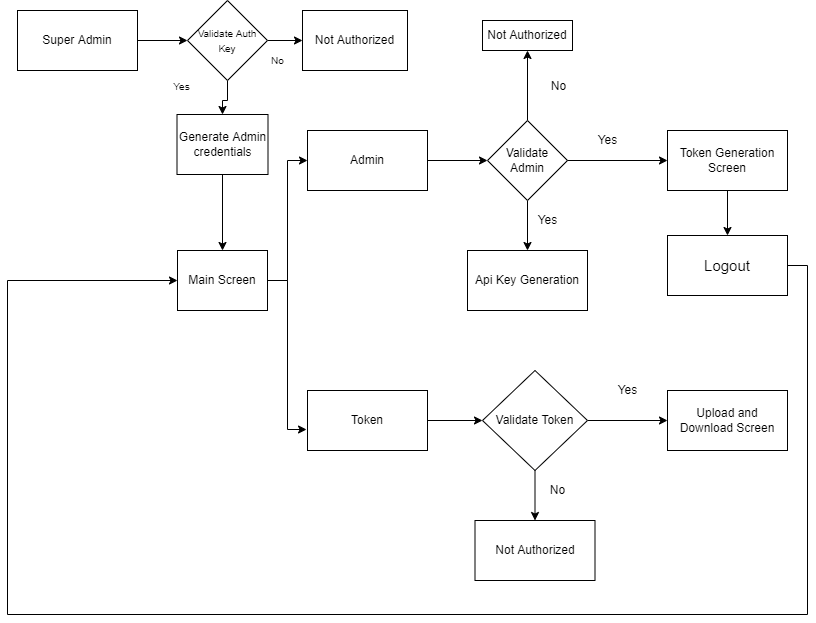 Super Admin
Validate Auth
Key
Not Authorized
No
Yes
Not Authorized
No
Generate Admin
credentials
Admin
Validate
Admin
Yes
Token Generation
Screen
Yes
Main Screen
Api Key Generation
Logout
Token
Validate Token
Yes
Upload and
Download Screen
No
Not Authorized